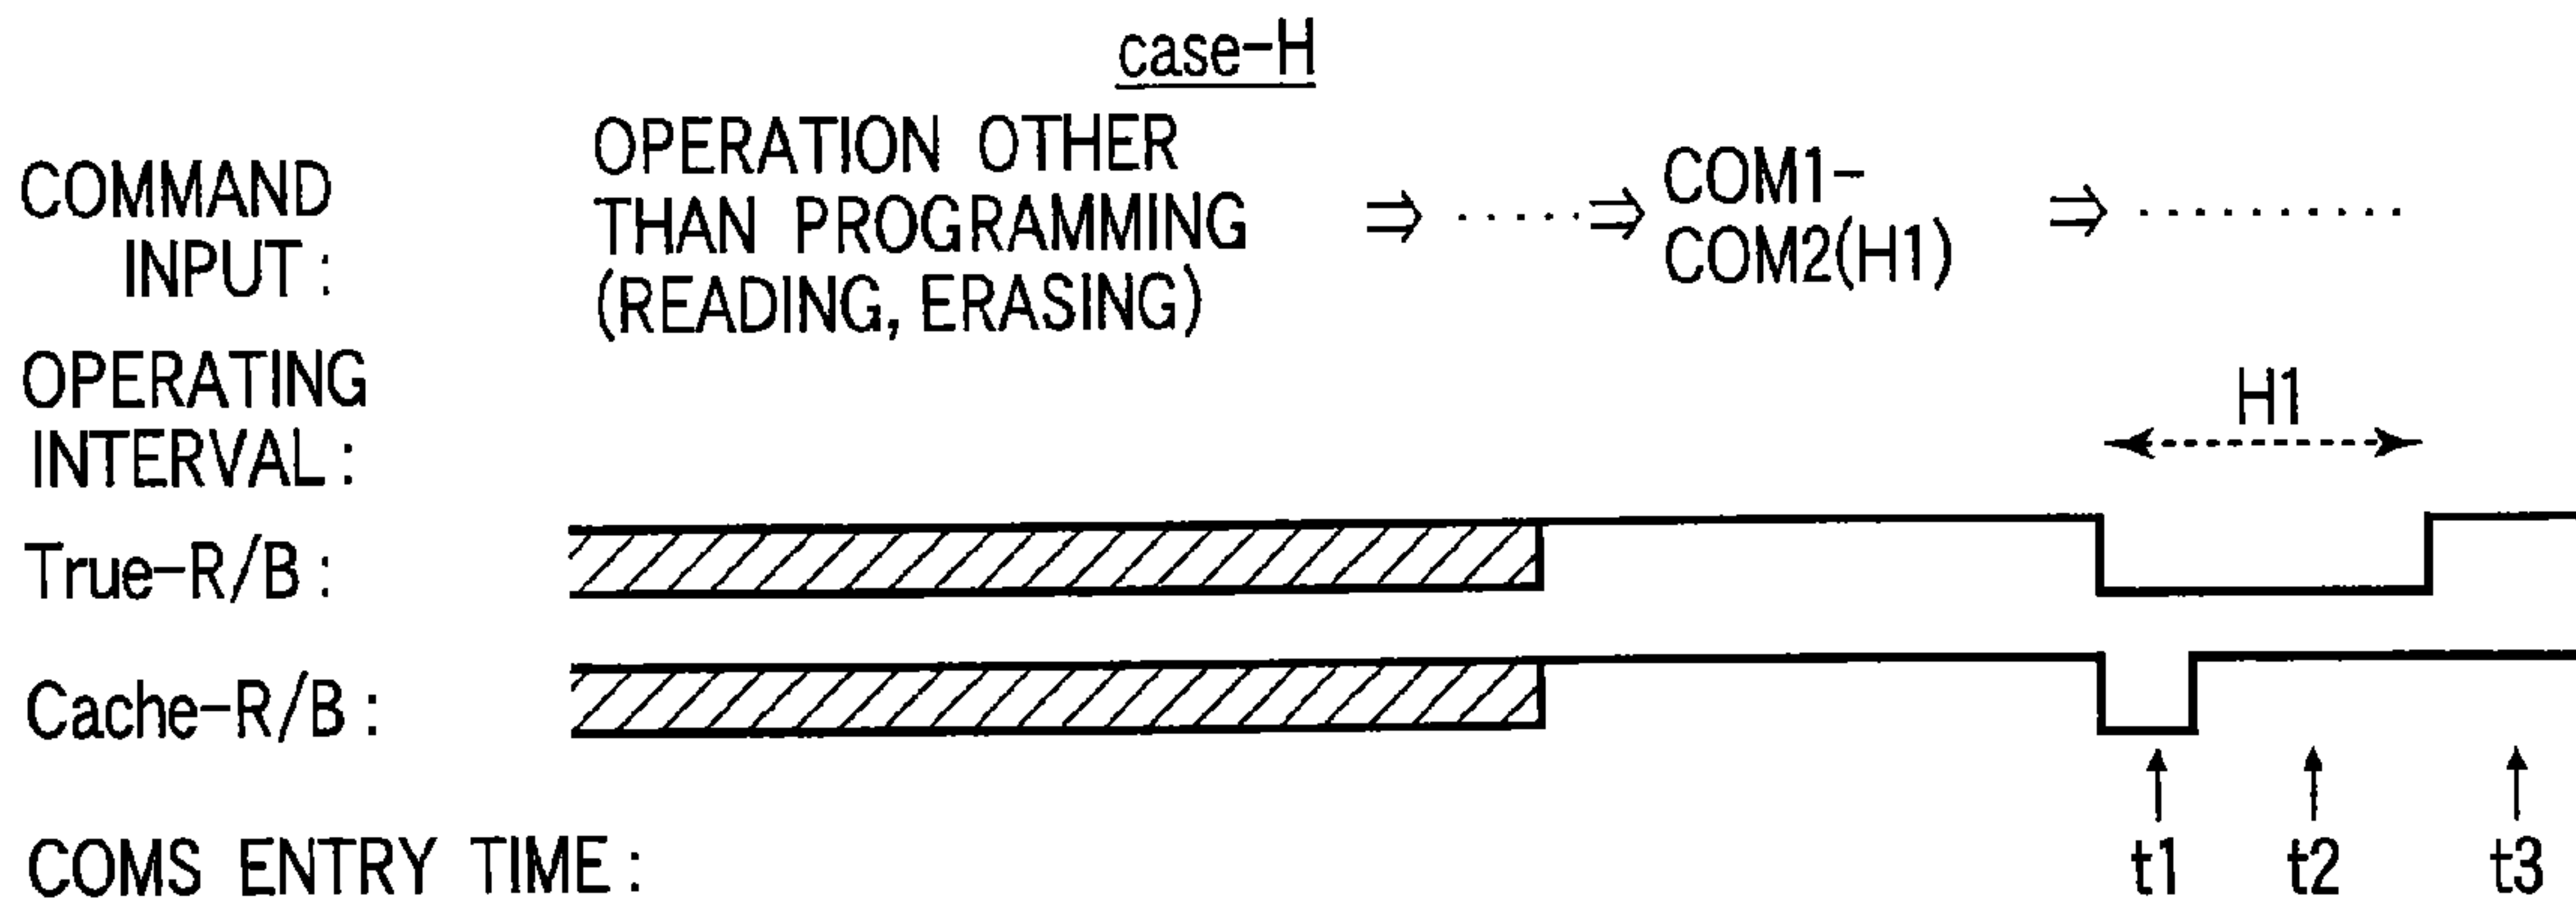 case-H
COMMAND
INPUT :
OPERATION OTHER
THAN PROGRAMMING
(READING, ERASING)
⇒ ····· ⇒
COM1-
COM2(H1)
⇒ ·········
OPERATING
INTERVAL :
H1
True-R/B :
Cache-R/B :
COMS ENTRY TIME :
t1 t2 t3